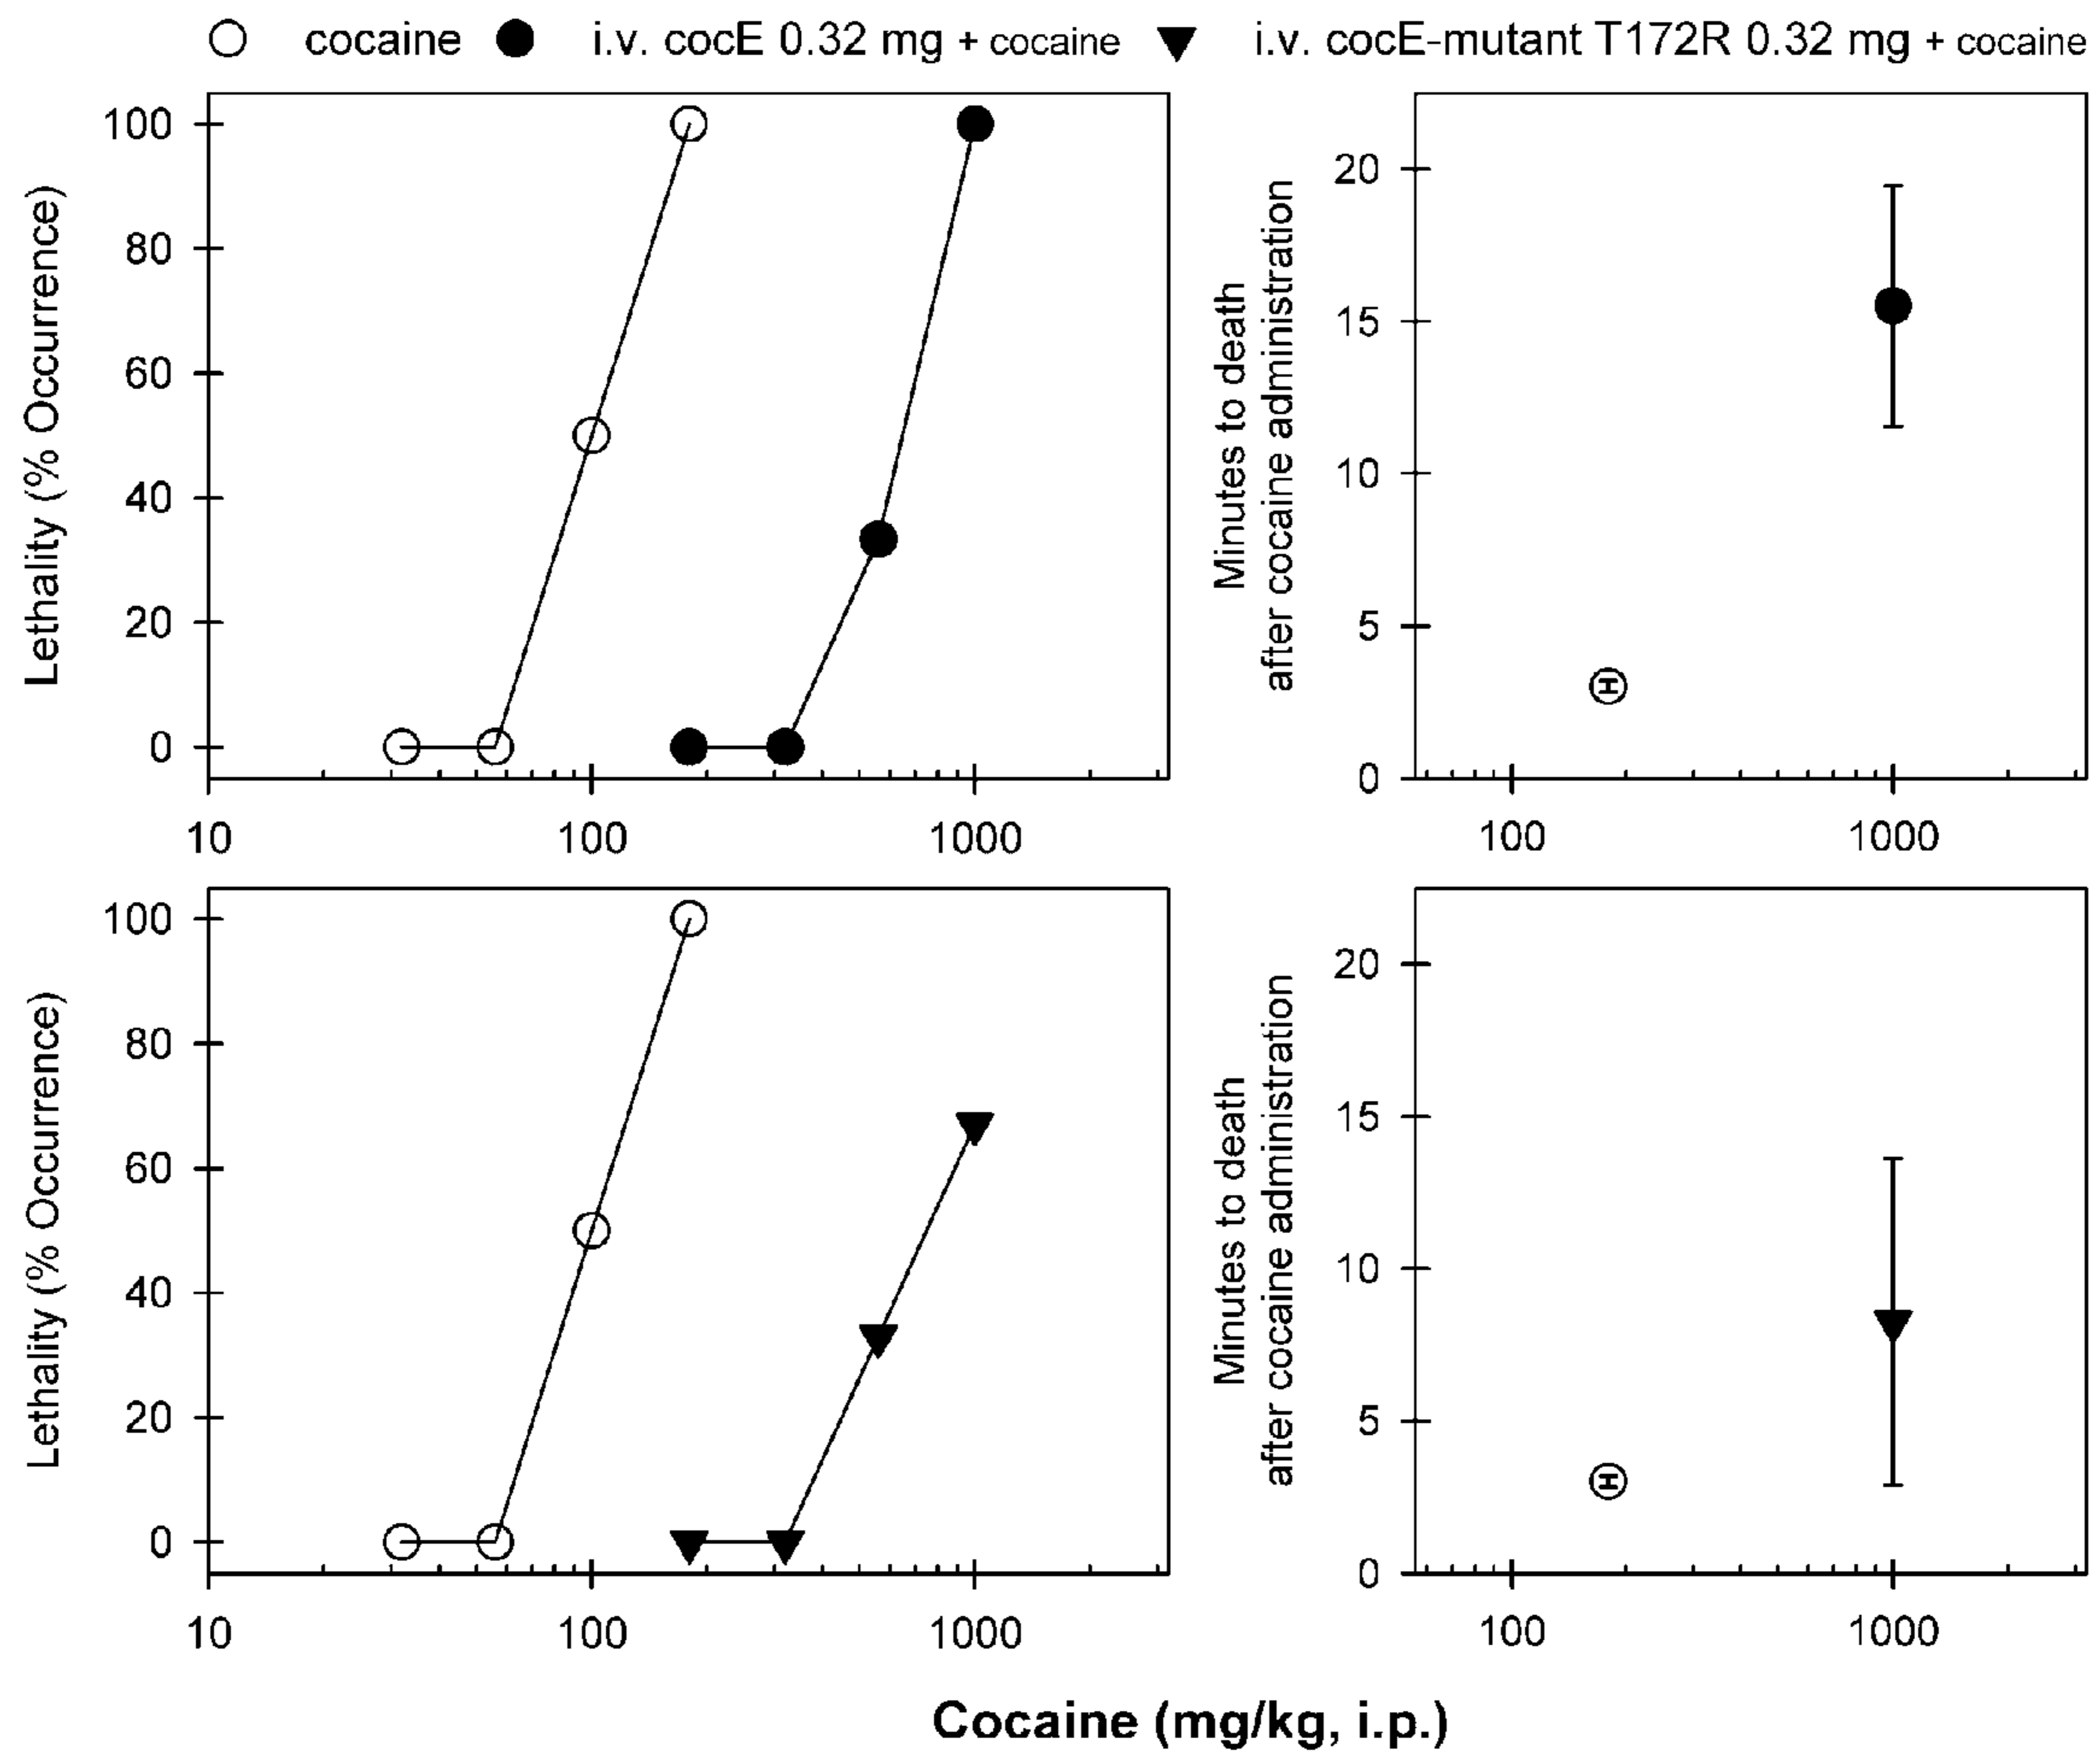 cocaine i.v. cocE 0.32 mg + cocaine i.v. cocE-mutant T172R 0.32 mg + cocaine
Lethality (% Occurrence)
100
80
60
40
20
0
10 100 1000
Minutes to death
after cocaine administration
20
15
10
5
0
100 1000
Lethality (% Occurrence)
100
80
60
40
20
0
10 100 1000
Minutes to death
after cocaine administration
20
15
10
5
0
100 1000
Cocaine (mg/kg, i.p.)